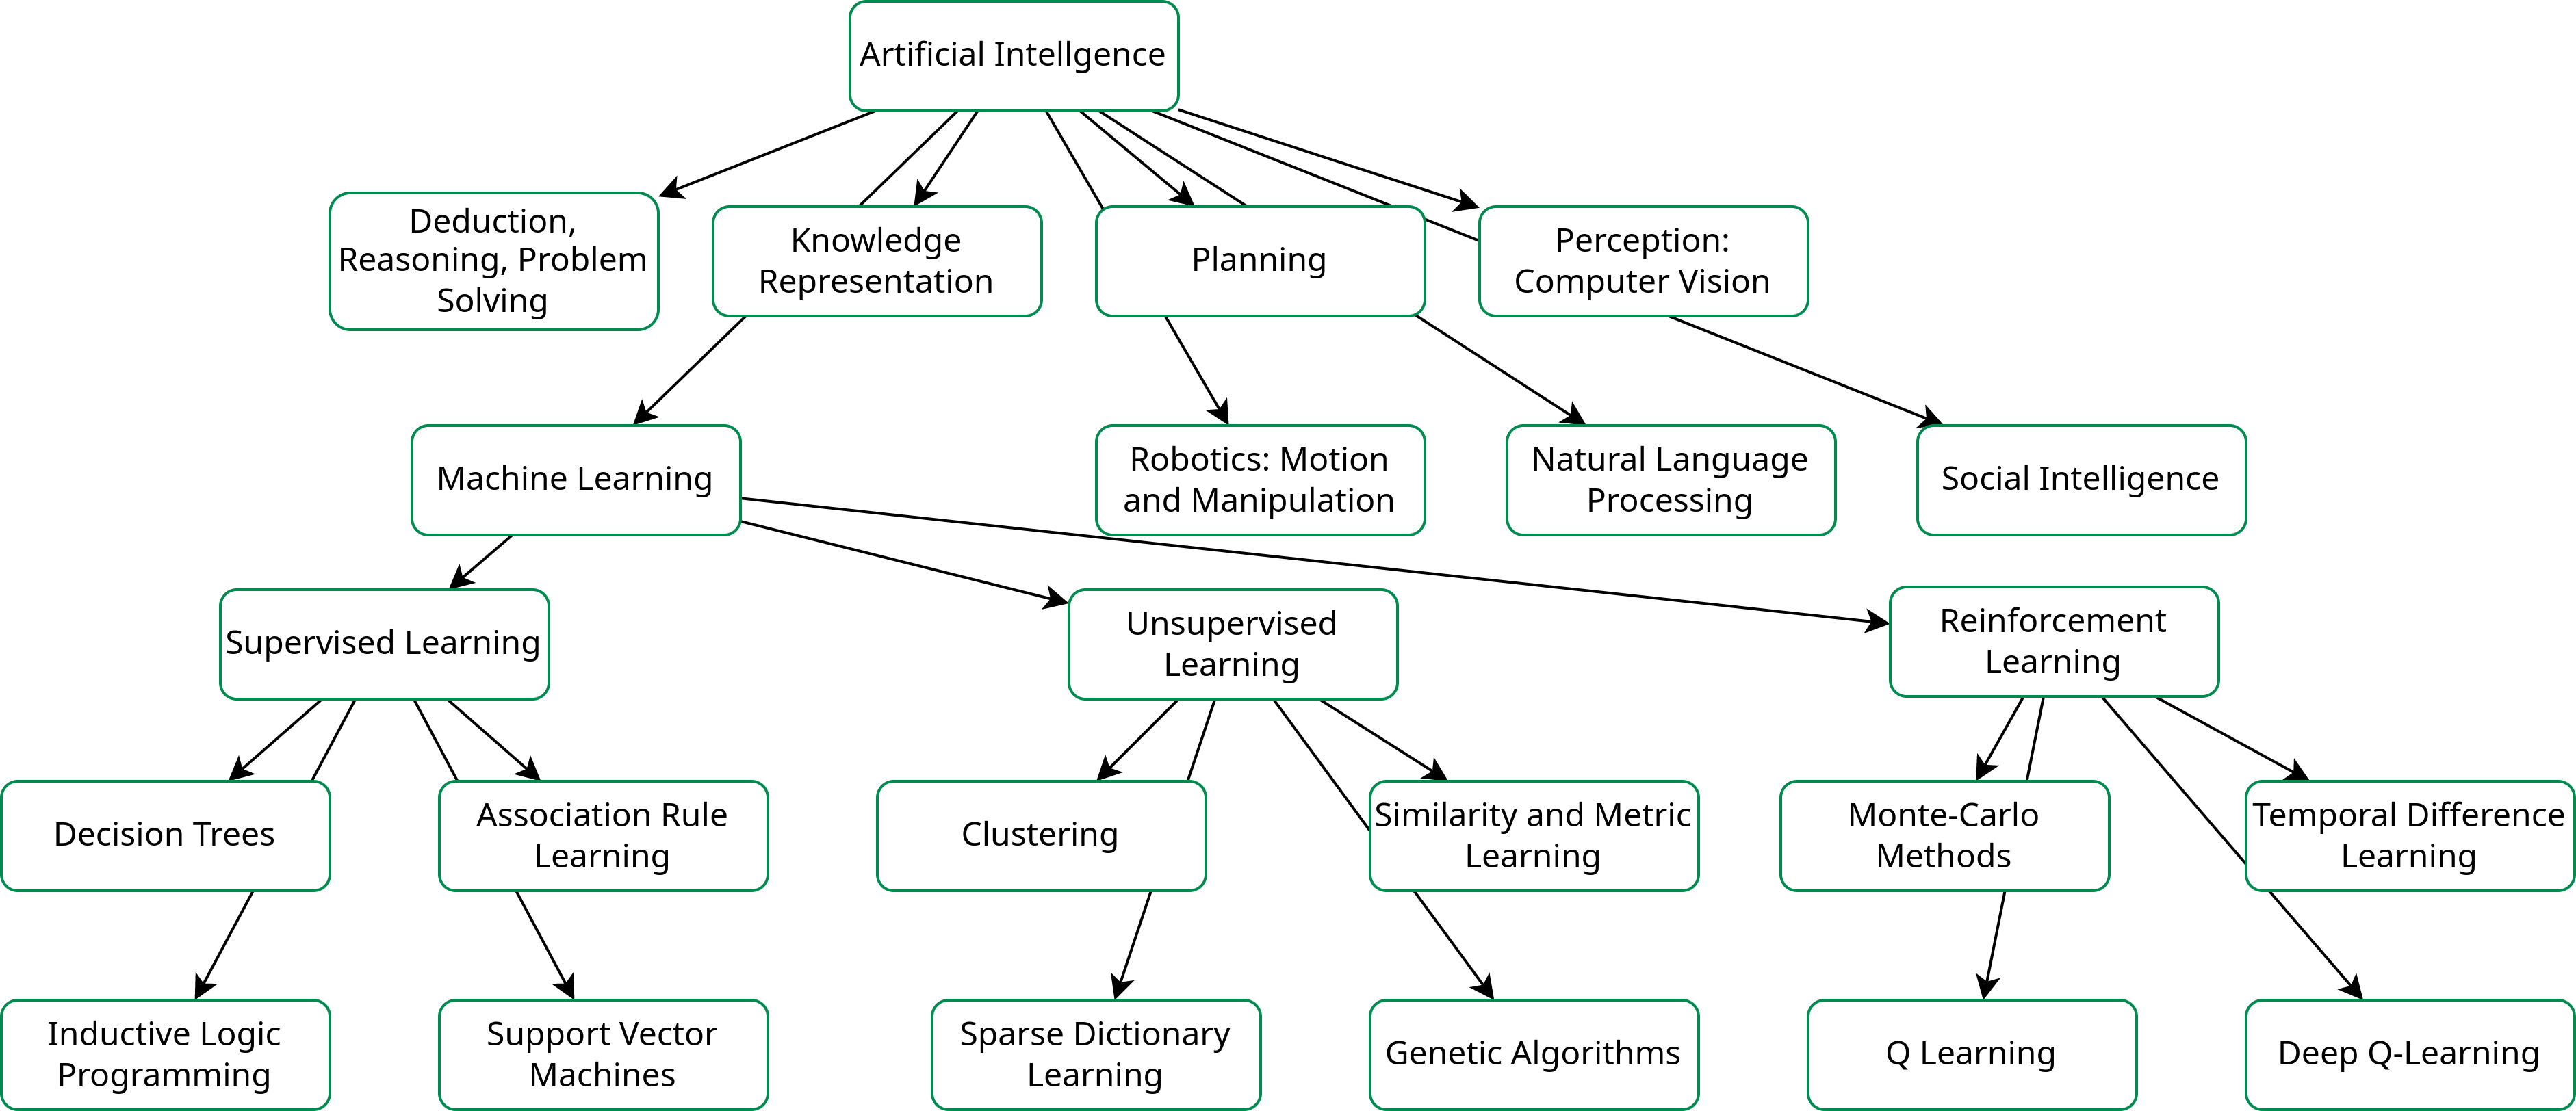 Artificial Intellgence
Deduction,
Reasoning, Problem
Solving
Knowledge
Representation
Planning
Perception:
Computer Vision
Machine Learning
Robotics: Motion
and Manipulation
Natural Language
Processing
Social Intelligence
Supervised Learning
Unsupervised
Learning
Reinforcement
Learning
Decision Trees
Association Rule
Learning
Clustering
Similarity and Metric
Learning
Monte-Carlo
Methods
Temporal Difference
Learning
Inductive Logic
Programming
Support Vector
Machines
Sparse Dictionary
Learning
Genetic Algorithms
Q Learning
Deep Q-Learning